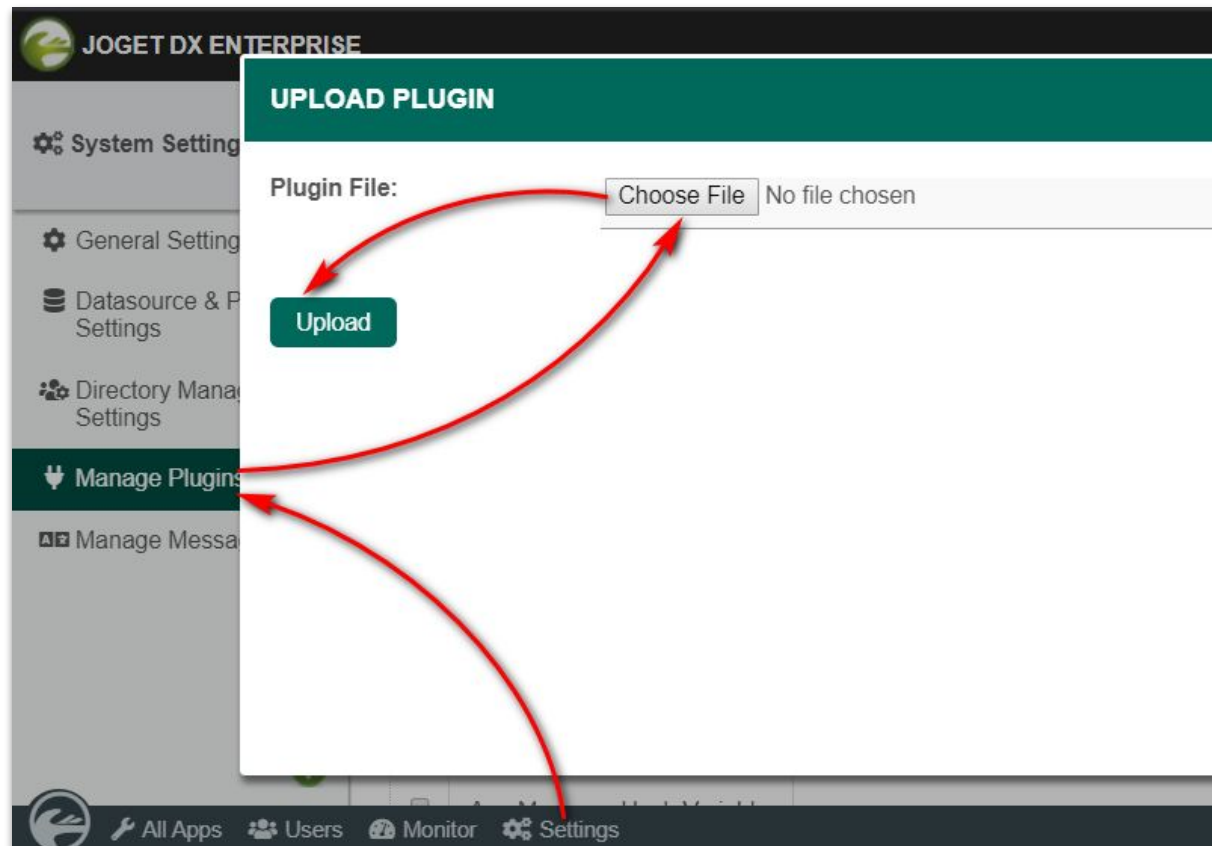 JOGET DX ENTERPRISE
UPLOAD PLUGIN
System Setting
Plugin File:
Choose File
No file chosen
General Setting
Datasource & P
Settings
Upload
Directory Mana
Settings
Manage Plugins
Manage Messa
All Apps
Users
Monitor
Settings